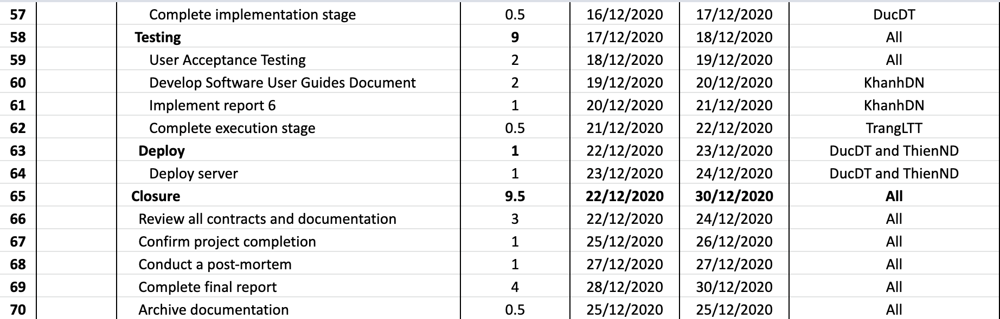 57 Complete implementation stage 0.5 16/12/2020 17/12/2020 DucDT
58 Testing 9 17/12/2020 18/12/2020 All
59 User Acceptance Testing 2 18/12/2020 19/12/2020 All
60 Develop Software User Guides Document 2 19/12/2020 20/12/2020 KhanhDN
61 Implement report 6 1 20/12/2020 21/12/2020 KhanhDN
62 Complete execution stage 0.5 21/12/2020 22/12/2020 TrangLTT
63 Deploy 1 22/12/2020 23/12/2020 DucDT and ThienND
64 Deploy server 1 23/12/2020 24/12/2020 DucDT and ThienND
65 Closure 9.5 22/12/2020 30/12/2020 All
66 Review all contracts and documentation 3 22/12/2020 24/12/2020 All
67 Confirm project completion 1 25/12/2020 26/12/2020 All
68 Conduct a post-mortem 1 27/12/2020 27/12/2020 All
69 Complete final report 4 28/12/2020 30/12/2020 All
70 Archive documentation 0.5 25/12/2020 25/12/2020 All